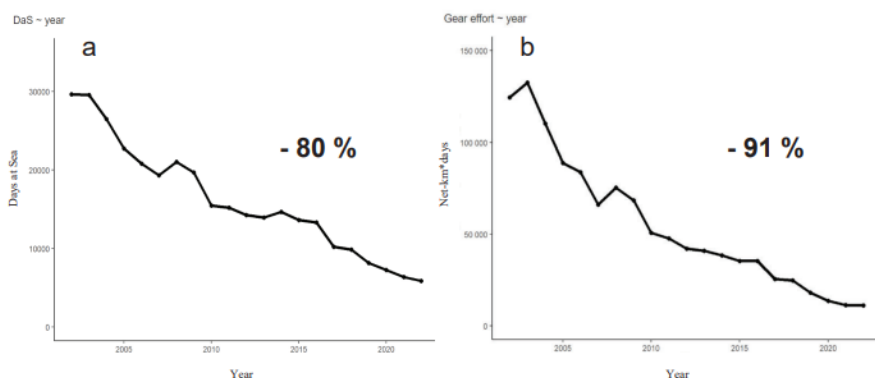 DaS ~ year
a
- 80 %
Days at Sea
30000
20000
10000
0
2005
2010
2015
2020
Year
Gear effort ~ year
b
- 91 %
Net-km*days
150 000
100 000
50 000
0
2005
2010
2015
2020
Year